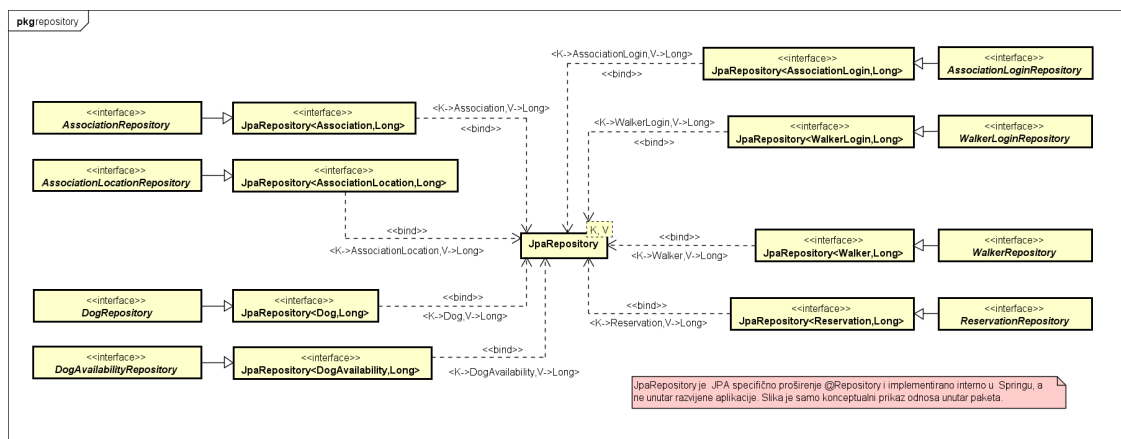 pkg repository
<<interface>>
AssociationRepository
<<interface>>
JpaRepository<Association,Long>
<K->Association,V->Long>
<<bind>>
<<interface>>
AssociationLocationRepository
<<interface>>
JpaRepository<AssociationLocation,Long>
<<bind>>
<K->AssociationLocation,V->Long>
<<interface>>
DogRepository
<<interface>>
JpaRepository<Dog,Long>
<<bind>>
<K->Dog,V->Long>
<<interface>>
DogAvailabilityRepository
<<interface>>
JpaRepository<DogAvailability,Long>
<<bind>>
<K->DogAvailability,V->Long>
K, V
JpaRepository
<K->AssociationLogin,V->Long>
<<bind>>
<<interface>>
JpaRepository<AssociationLogin,Long>
<<interface>>
AssociationLoginRepository
<K->WalkerLogin,V->Long>
<<bind>>
<<interface>>
JpaRepository<WalkerLogin,Long>
<<interface>>
WalkerLoginRepository
<<bind>>
<K->Walker,V->Long>
<<interface>>
JpaRepository<Walker,Long>
<<interface>>
WalkerRepository
<<bind>>
<K->Reservation,V->Long>
<<interface>>
JpaRepository<Reservation,Long>
<<interface>>
ReservationRepository
JpaRepository je JPA specifično proširenje @Repository i implementirano interno u Springu, a
ne unutar razvijene aplikacije. Slika je samo konceptualni prikaz odnosa unutar paketa.